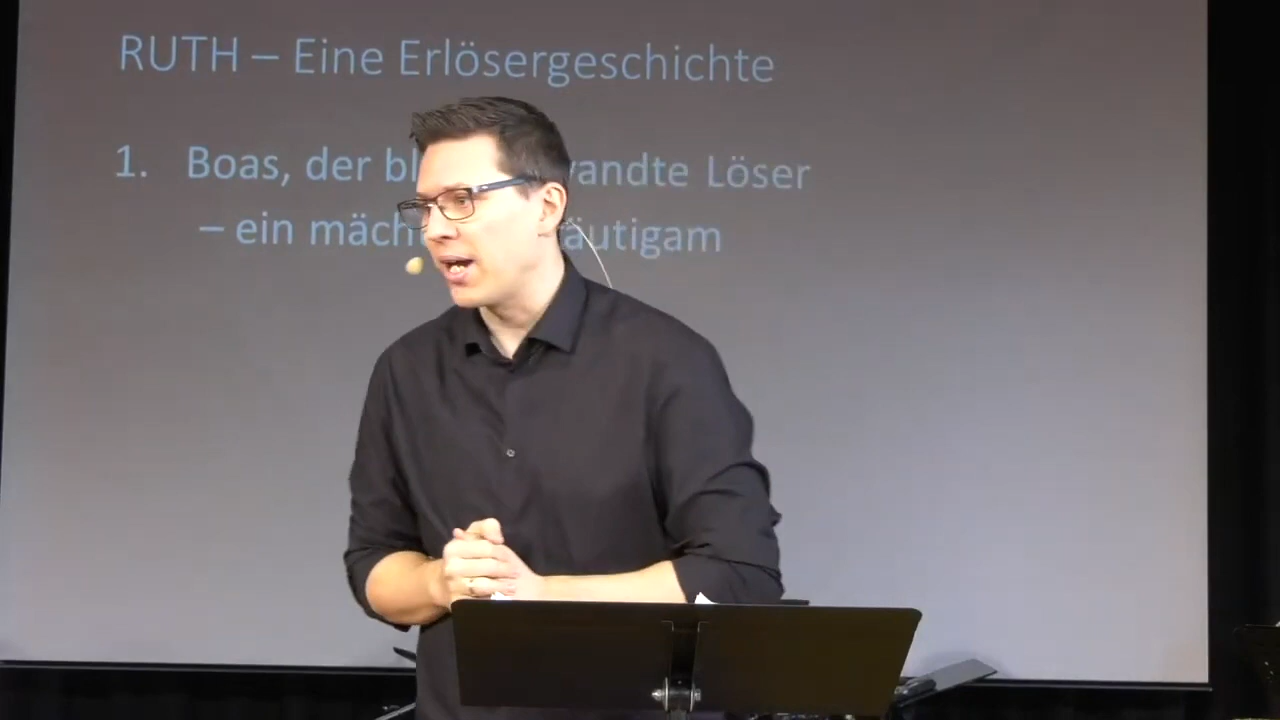 RUTH – Eine Erlösergeschichte
1. Boas, der Löser
– ein